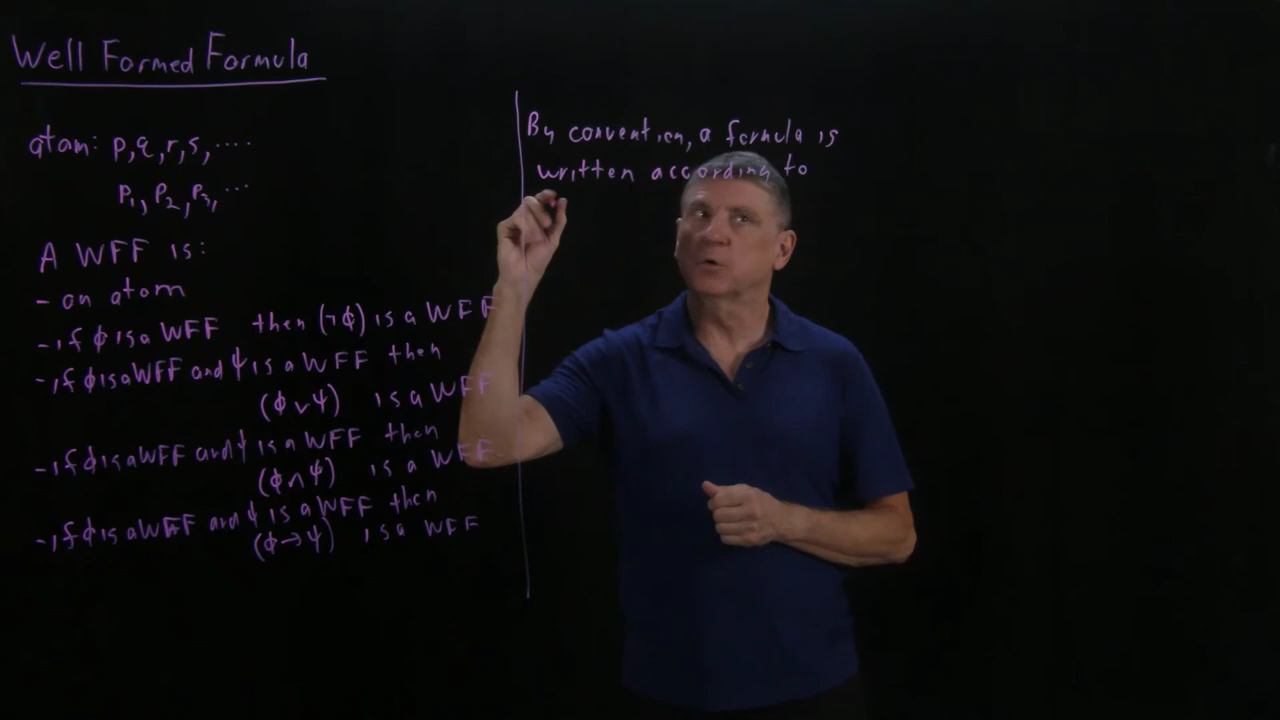 Well Formed Formula
atom: p, q, r, s, ....
p₁, p₂, p₃, ...
A WFF is:
- an atom
- if ϕ is a WFF then (¬ϕ) is a WFF
- if ϕ is a WFF and ψ is a WFF then
(ϕ ∨ ψ) is a WFF
- if ϕ is a WFF and ψ is a WFF then
(ϕ ∧ ψ) is a WFF
- if ϕ is a WFF and ψ is a WFF then
(ϕ → ψ) is a WFF
By convention, a formula is
written according to